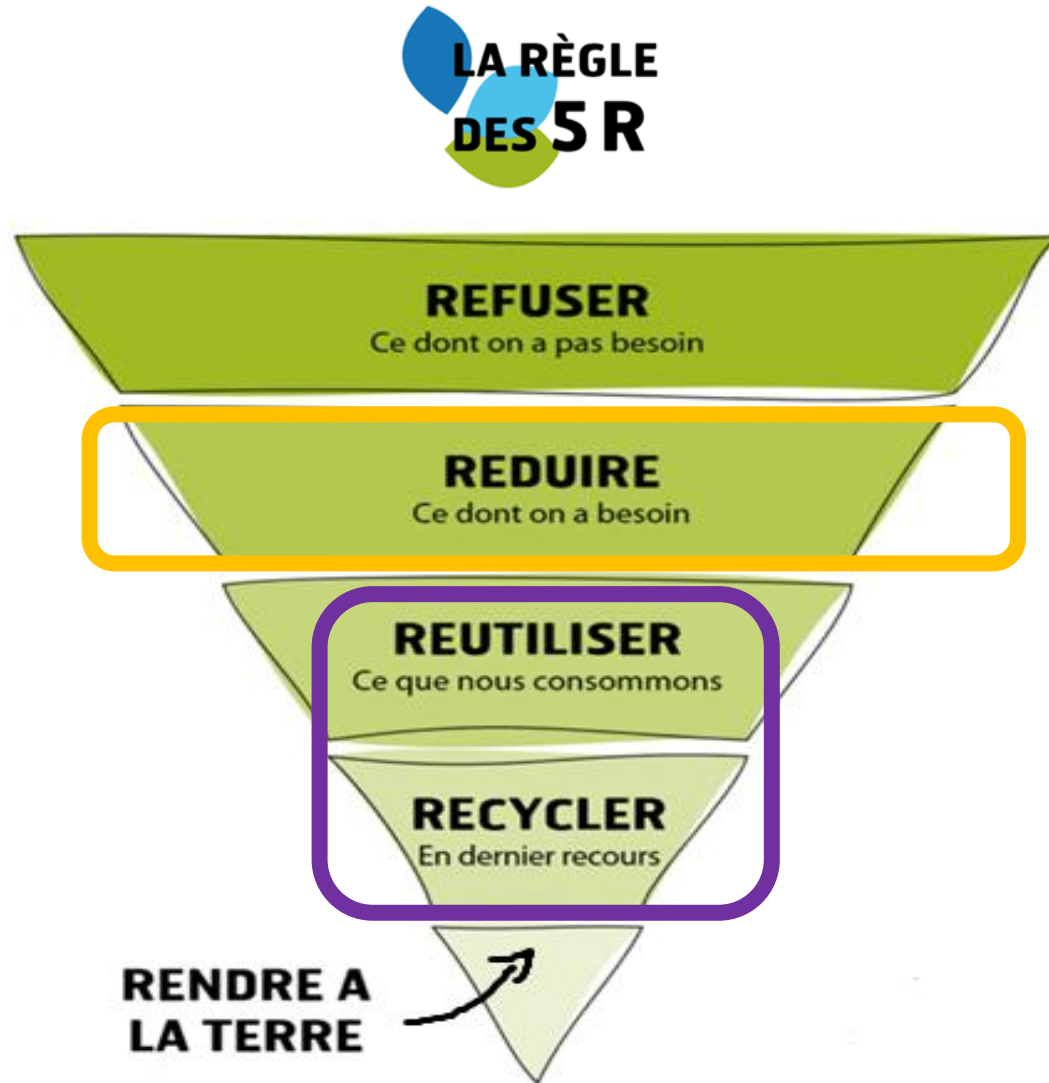 LA RÈGLE
DES 5 R
REFUSER
Ce dont on a pas besoin
REDUIRE
Ce dont on a besoin
REUTILISER
Ce que nous consommons
RECYCLER
En dernier recours
RENDRE A
LA TERRE